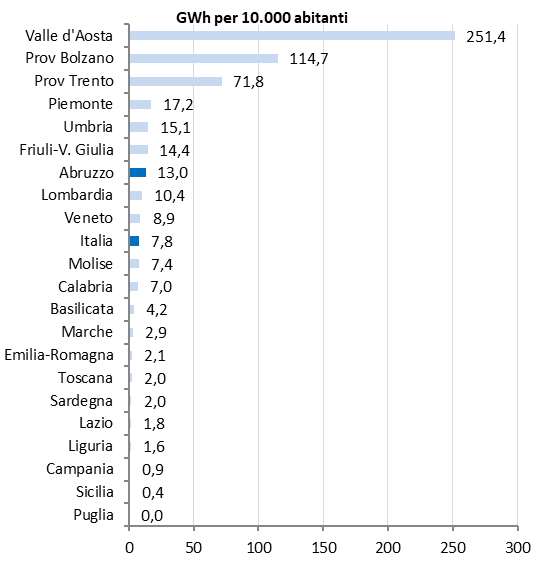 GWh per 10.000 abitanti
Valle d'Aosta 251,4
Prov Bolzano 114,7
Prov Trento 71,8
Piemonte 17,2
Umbria 15,1
Friuli-V. Giulia 14,4
Abruzzo 13,0
Lombardia 10,4
Veneto 8,9
Italia 7,8
Molise 7,4
Calabria 7,0
Basilicata 4,2
Marche 2,9
Emilia-Romagna 2,1
Toscana 2,0
Sardegna 2,0
Lazio 1,8
Liguria 1,6
Campania 0,9
Sicilia 0,4
Puglia 0,0
0 50 100 150 200 250 300